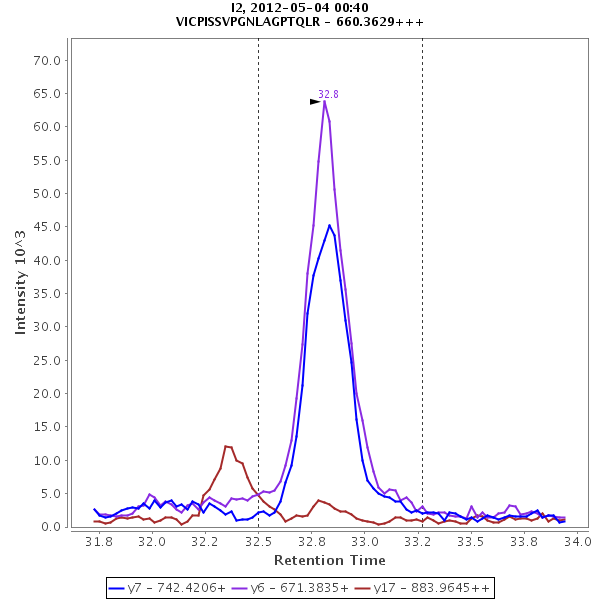 I2, 2012-05-04 00:40
VICPISSVPGNLAGPTQLR - 660.3629+++
32.8
70.0
65.0
60.0
55.0
50.0
45.0
40.0
35.0
30.0
25.0
20.0
15.0
10.0
5.0
0.0
Intensity 10^3
31.8 32.0 32.3 32.5 32.8 33.0 33.3 33.5 33.8 34.0
Retention Time
y7 - 742.4206+ y6 - 671.3835+ y17 - 883.9645++